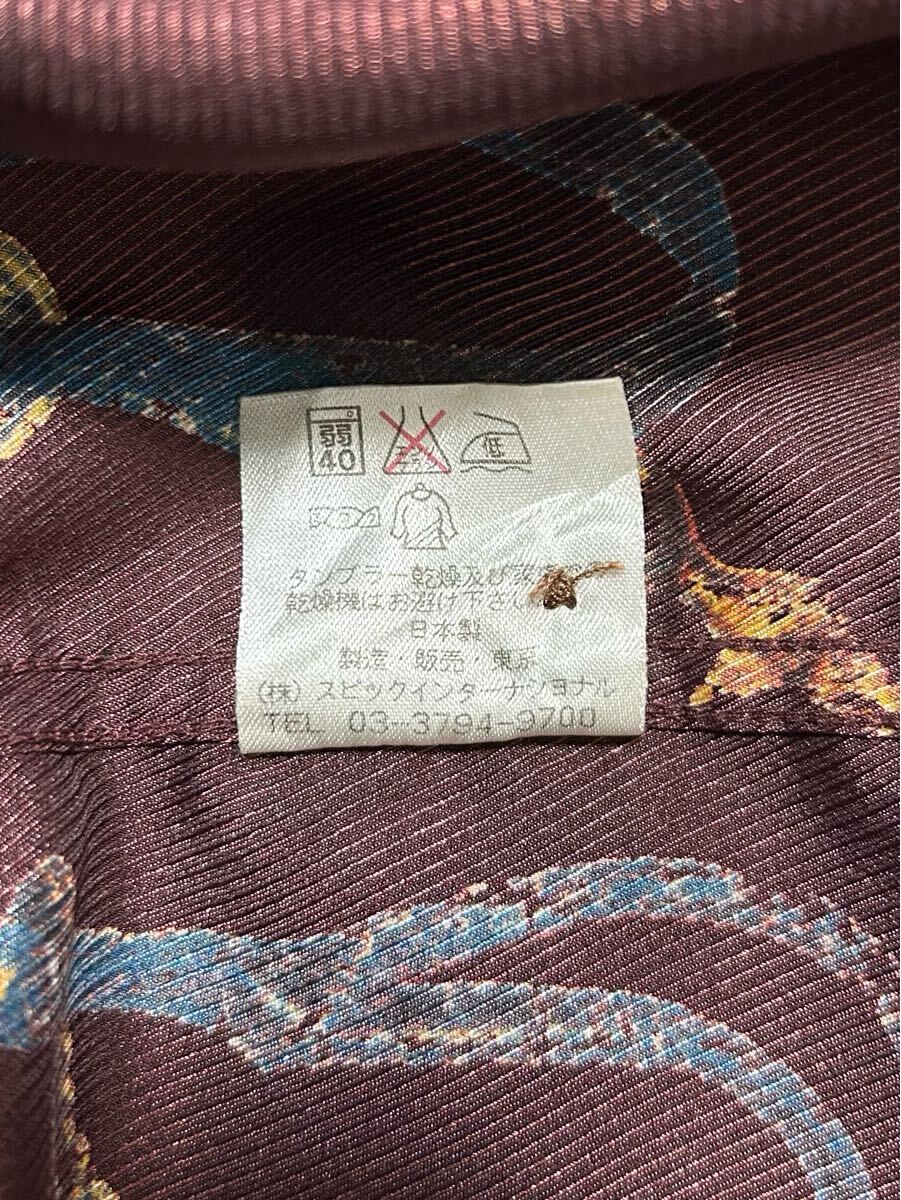 弱
40
低
タンブラー乾燥及び
乾燥機はお避け下さい
日本製
製造・販売・東京
(株) スピックインターナショナル
TEL 03-3794-9700